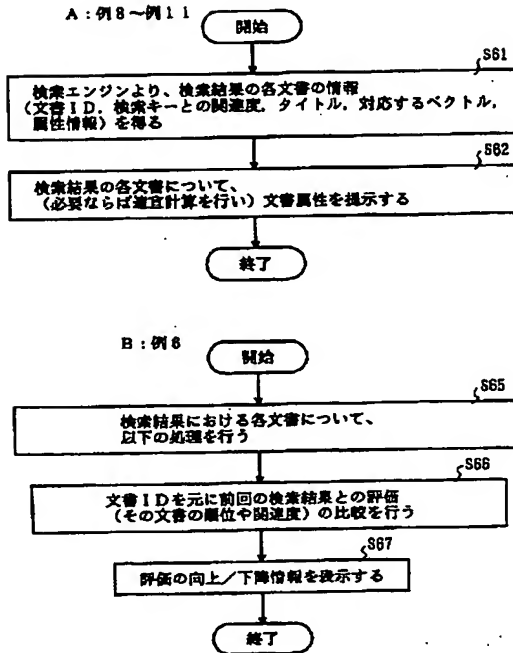 A:例8〜例11
開始
S61
検索エンジンより、検索結果の各文書の情報
(文書ID,検索キーとの関連度,タイトル,対応するベクトル,
属性情報)を得る
S62
検索結果の各文書について、
(必要ならば適宜計算を行い)文書属性を提示する
終了
B:例6
開始
S65
検索結果における各文書について、
以下の処理を行う
S66
文書IDを元に前回の検索結果との評価
(その文書の順位や関連度)の比較を行う
S67
評価の向上/下降情報を表示する
終了